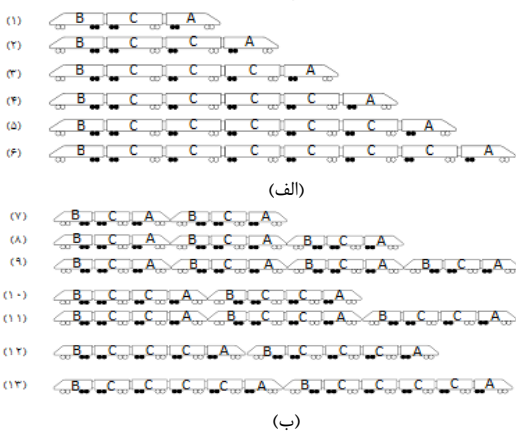 (۱) B C A
(۲) B C C A
(۳) B C C C A
(۴) B C C C C A
(۵) B C C C C C A
(۶) B C C C C C C A
(الف)
(۷) B C A B C A
(۸) B C A B C A B C A
(۹) B C A B C A B C A B C A
(۱۰) B C C A B C C A
(۱۱) B C C A B C C A B C C A
(۱۲) B C C C A B C C C A
(۱۳) B C C C C A B C C C C A
(ب)